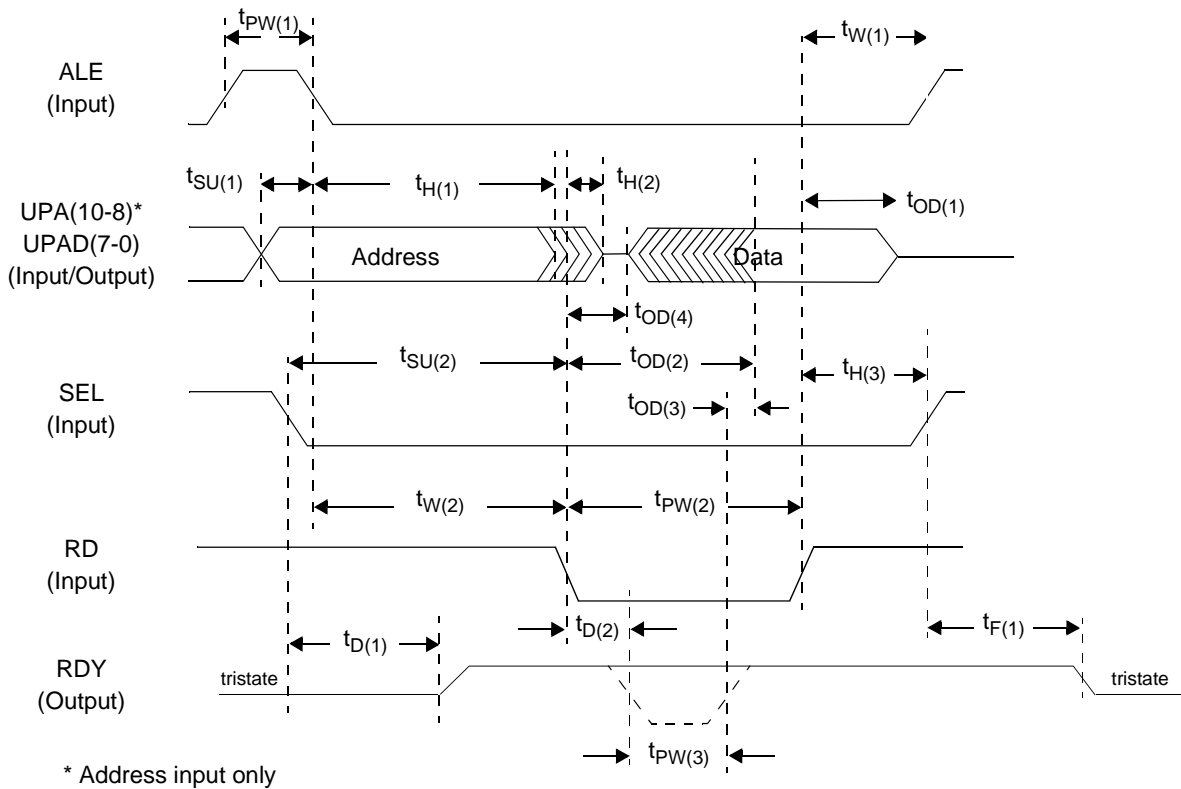 tPW(1)
tW(1)
ALE
(Input)
tSU(1)
tH(1)
tH(2)
tOD(1)
UPA(10-8)*
UPAD(7-0)
(Input/Output)
Address
Data
tOD(4)
tSU(2)
tOD(2)
tH(3)
SEL
(Input)
tOD(3)
tW(2)
tPW(2)
RD
(Input)
tD(1)
tD(2)
tF(1)
RDY
(Output)
tristate
tristate
tPW(3)
* Address input only